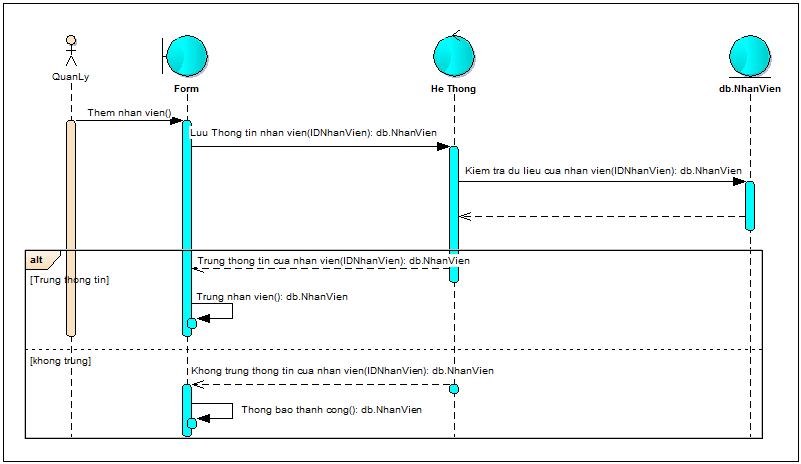 QuanLy
Form
He Thong
db.NhanVien
Them nhan vien()
Luu Thong tin nhan vien(IDNhanVien): db.NhanVien
Kiem tra du lieu cua nhan vien(IDNhanVien): db.NhanVien
alt
Trung thong tin cua nhan vien(IDNhanVien): db.NhanVien
[Trung thong tin]
Trung nhan vien(): db.NhanVien
[khong trung]
Khong trung thong tin cua nhan vien(IDNhanVien): db.NhanVien
Thong bao thanh cong(): db.NhanVien